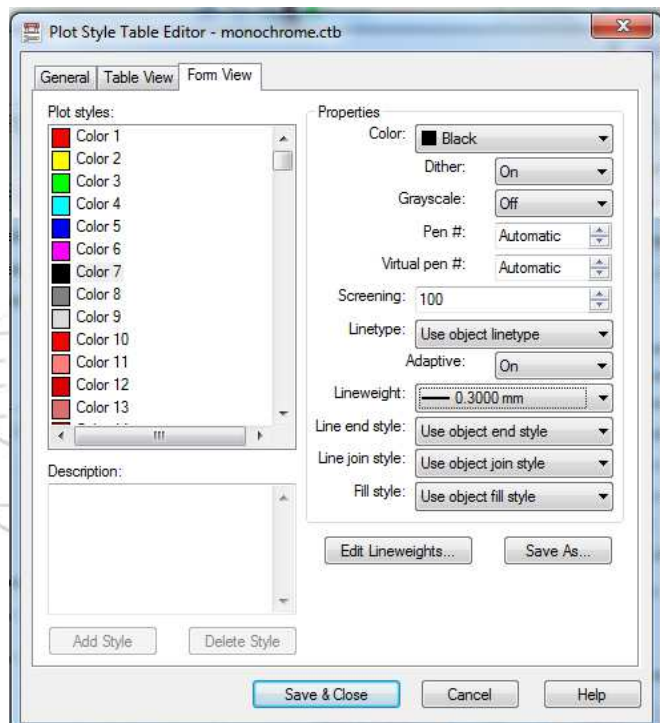 Plot Style Table Editor - monochrome.ctb
General Table View Form View
Plot styles:
Color 1
Color 2
Color 3
Color 4
Color 5
Color 6
Color 7
Color 8
Color 9
Color 10
Color 11
Color 12
Color 13
Description:
Add Style Delete Style
Properties
Color: Black
Dither: On
Grayscale: Off
Pen #: Automatic
Virtual pen #: Automatic
Screening: 100
Linetype: Use object linetype
Adaptive: On
Lineweight: 0.3000 mm
Line end style: Use object end style
Line join style: Use object join style
Fill style: Use object fill style
Edit Lineweights... Save As...
Save & Close Cancel Help